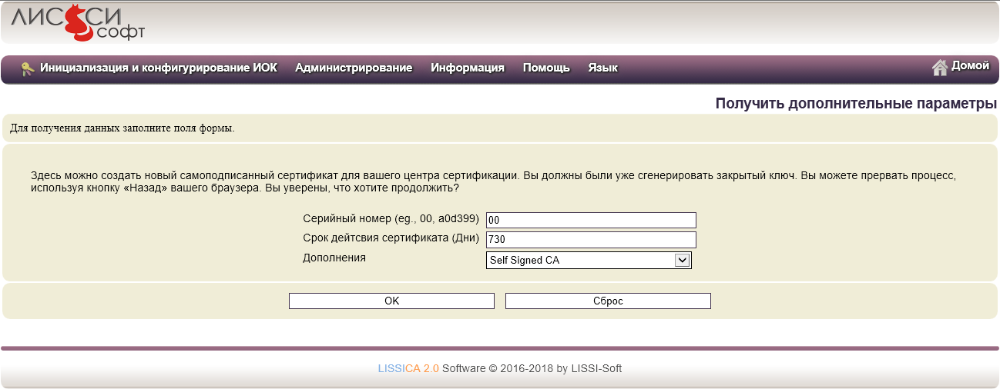 ЛИССИ
софт
Инициализация и конфигурирование ИОК Администрирование Информация Помощь Язык Домой
Получить дополнительные параметры
Для получения данных заполните поля формы.
Здесь можно создать новый самоподписанный сертификат для вашего центра сертификации. Вы должны были уже сгенерировать закрытый ключ. Вы можете прервать процесс,
используя кнопку «Назад» вашего браузера. Вы уверены, что хотите продолжить?
Серийный номер (eg., 00, a0d399) 00
Срок дейтсвия сертификата (Дни) 730
Дополнения Self Signed CA
OK Сброс
LISSICA 2.0 Software © 2016-2018 by LISSI-Soft